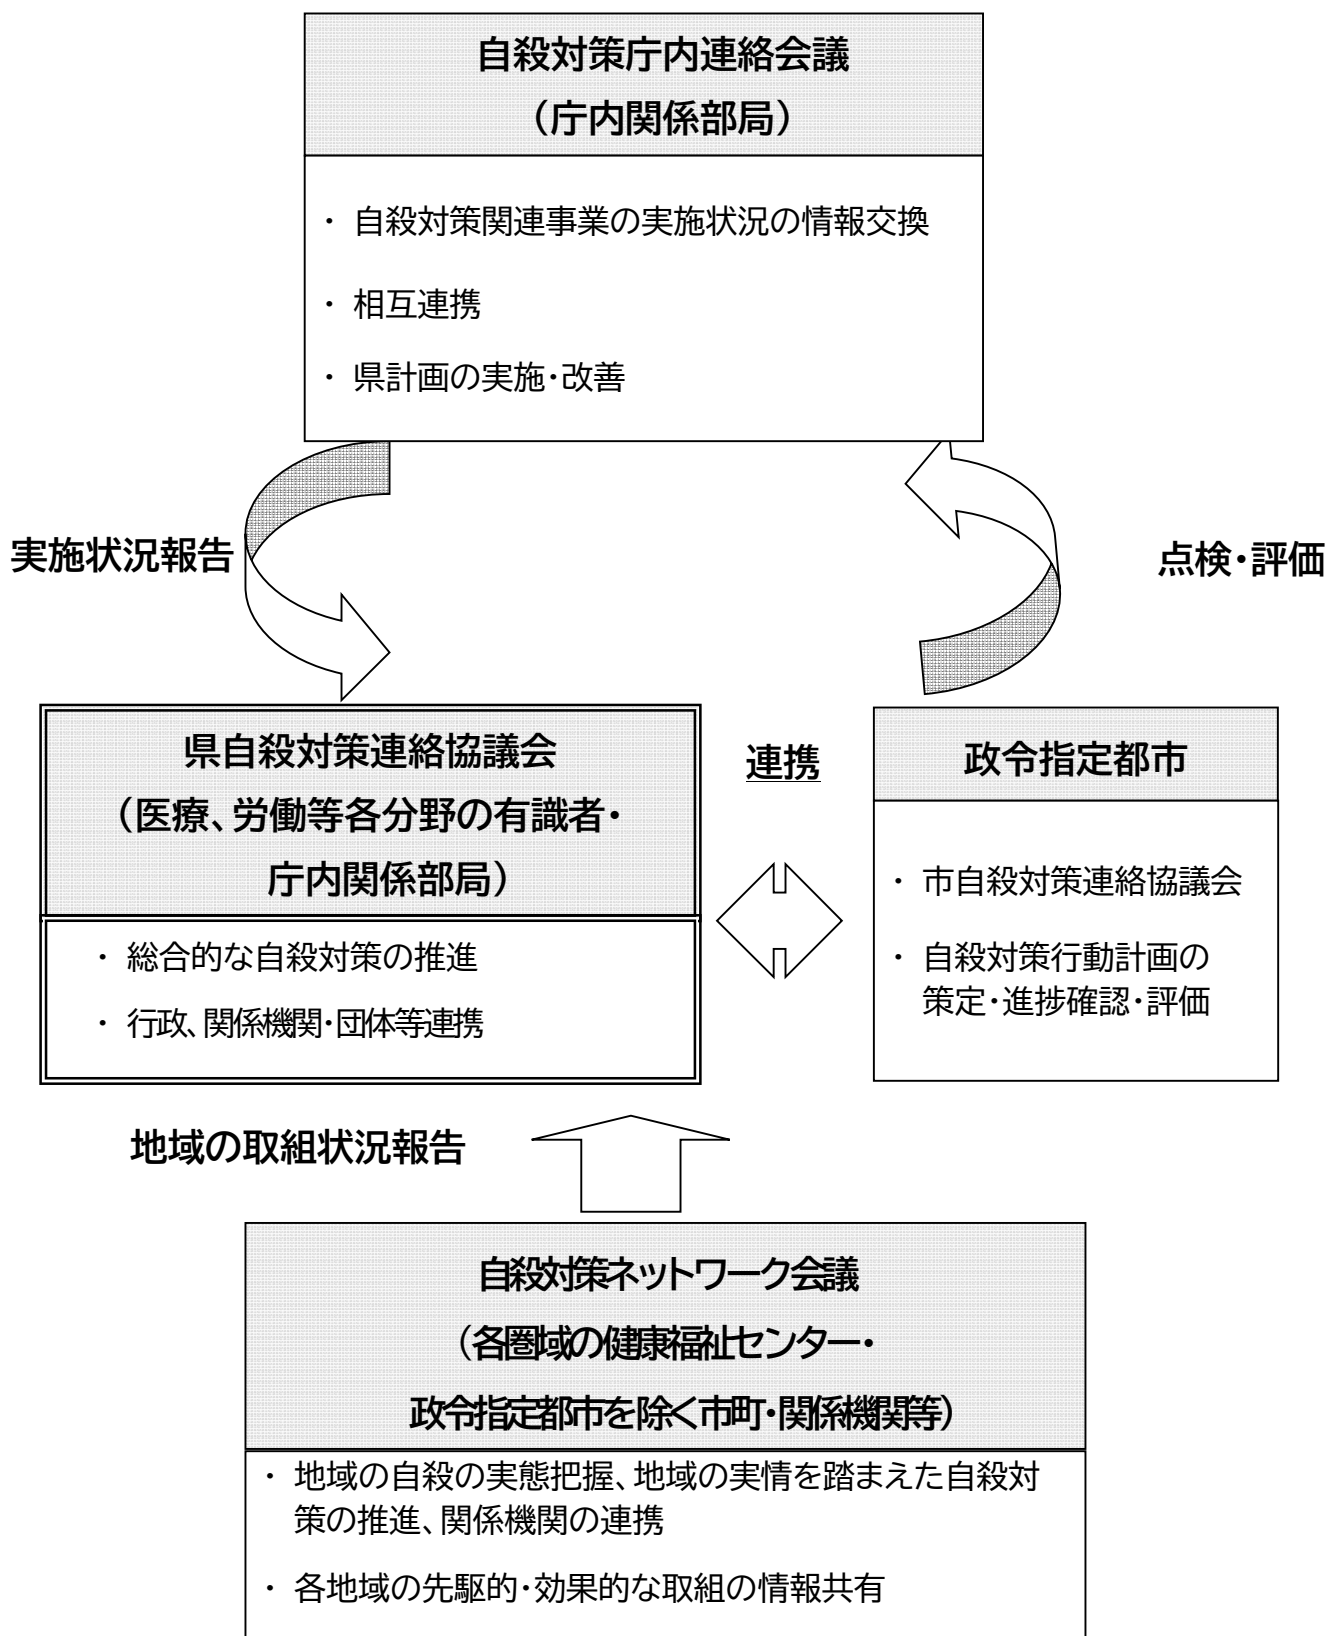 自殺対策庁内連絡会議
（庁内関係部局）
・ 自殺対策関連事業の実施状況の情報交換
・ 相互連携
・ 県計画の実施・改善
実施状況報告
点検・評価
県自殺対策連絡協議会
（医療、労働等各分野の有識者・
庁内関係部局）
・ 総合的な自殺対策の推進
・ 行政、関係機関・団体等連携
連携
政令指定都市
・ 市自殺対策連絡協議会
・ 自殺対策行動計画の
策定・進捗確認・評価
地域の取組状況報告
自殺対策ネットワーク会議
（各圏域の健康福祉センター・
政令指定都市を除く市町・関係機関等）
・ 地域の自殺の実態把握、地域の実情を踏まえた自殺対
策の推進、関係機関の連携
・ 各地域の先駆的・効果的な取組の情報共有